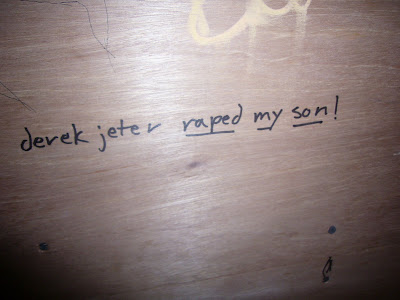 derek jeter raped my son!